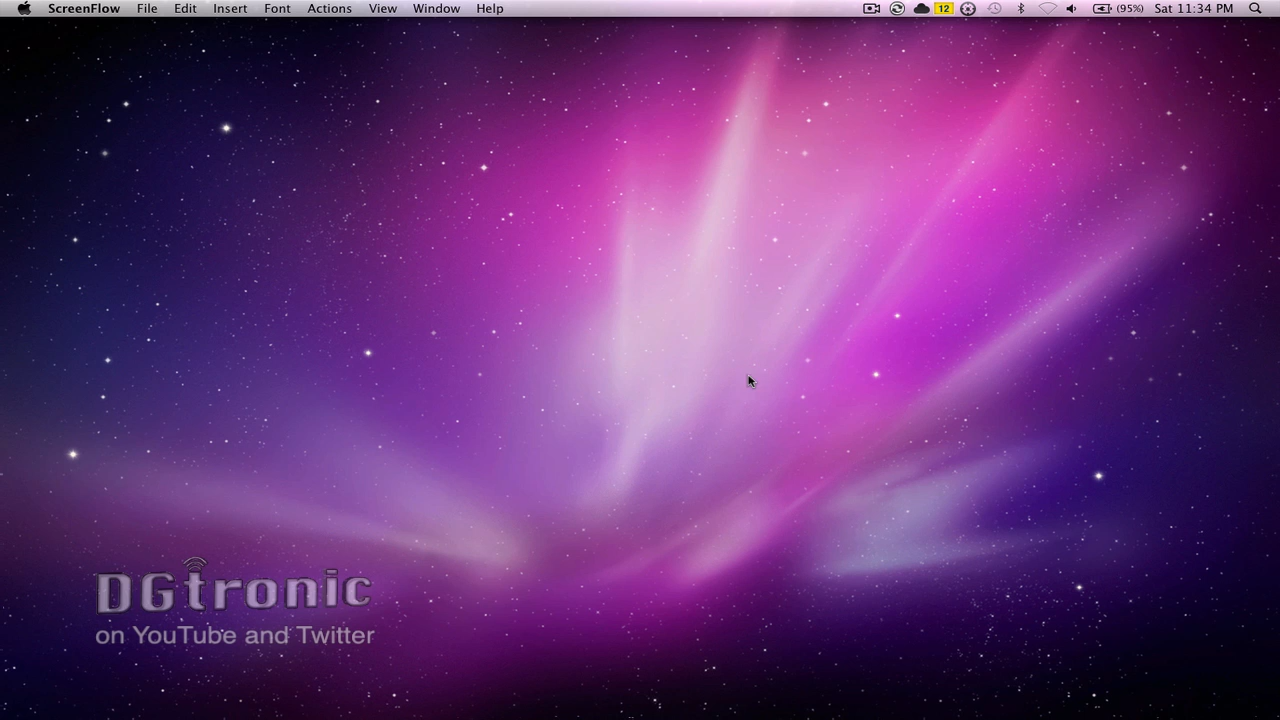 ScreenFlow File Edit Insert Font Actions View Window Help 12 (95%) Sat 11:34 PM
DGtronic
on YouTube and Twitter